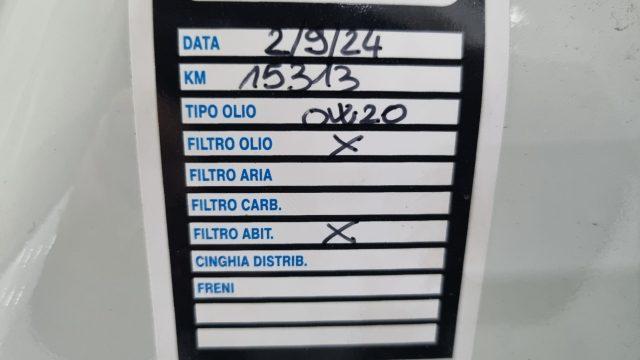 DATA 2/9/24
KM 15313
TIPO OLIO 0W20
FILTRO OLIO X
FILTRO ARIA
FILTRO CARB.
FILTRO ABIT. X
CINGHIA DISTRIB.
FRENI